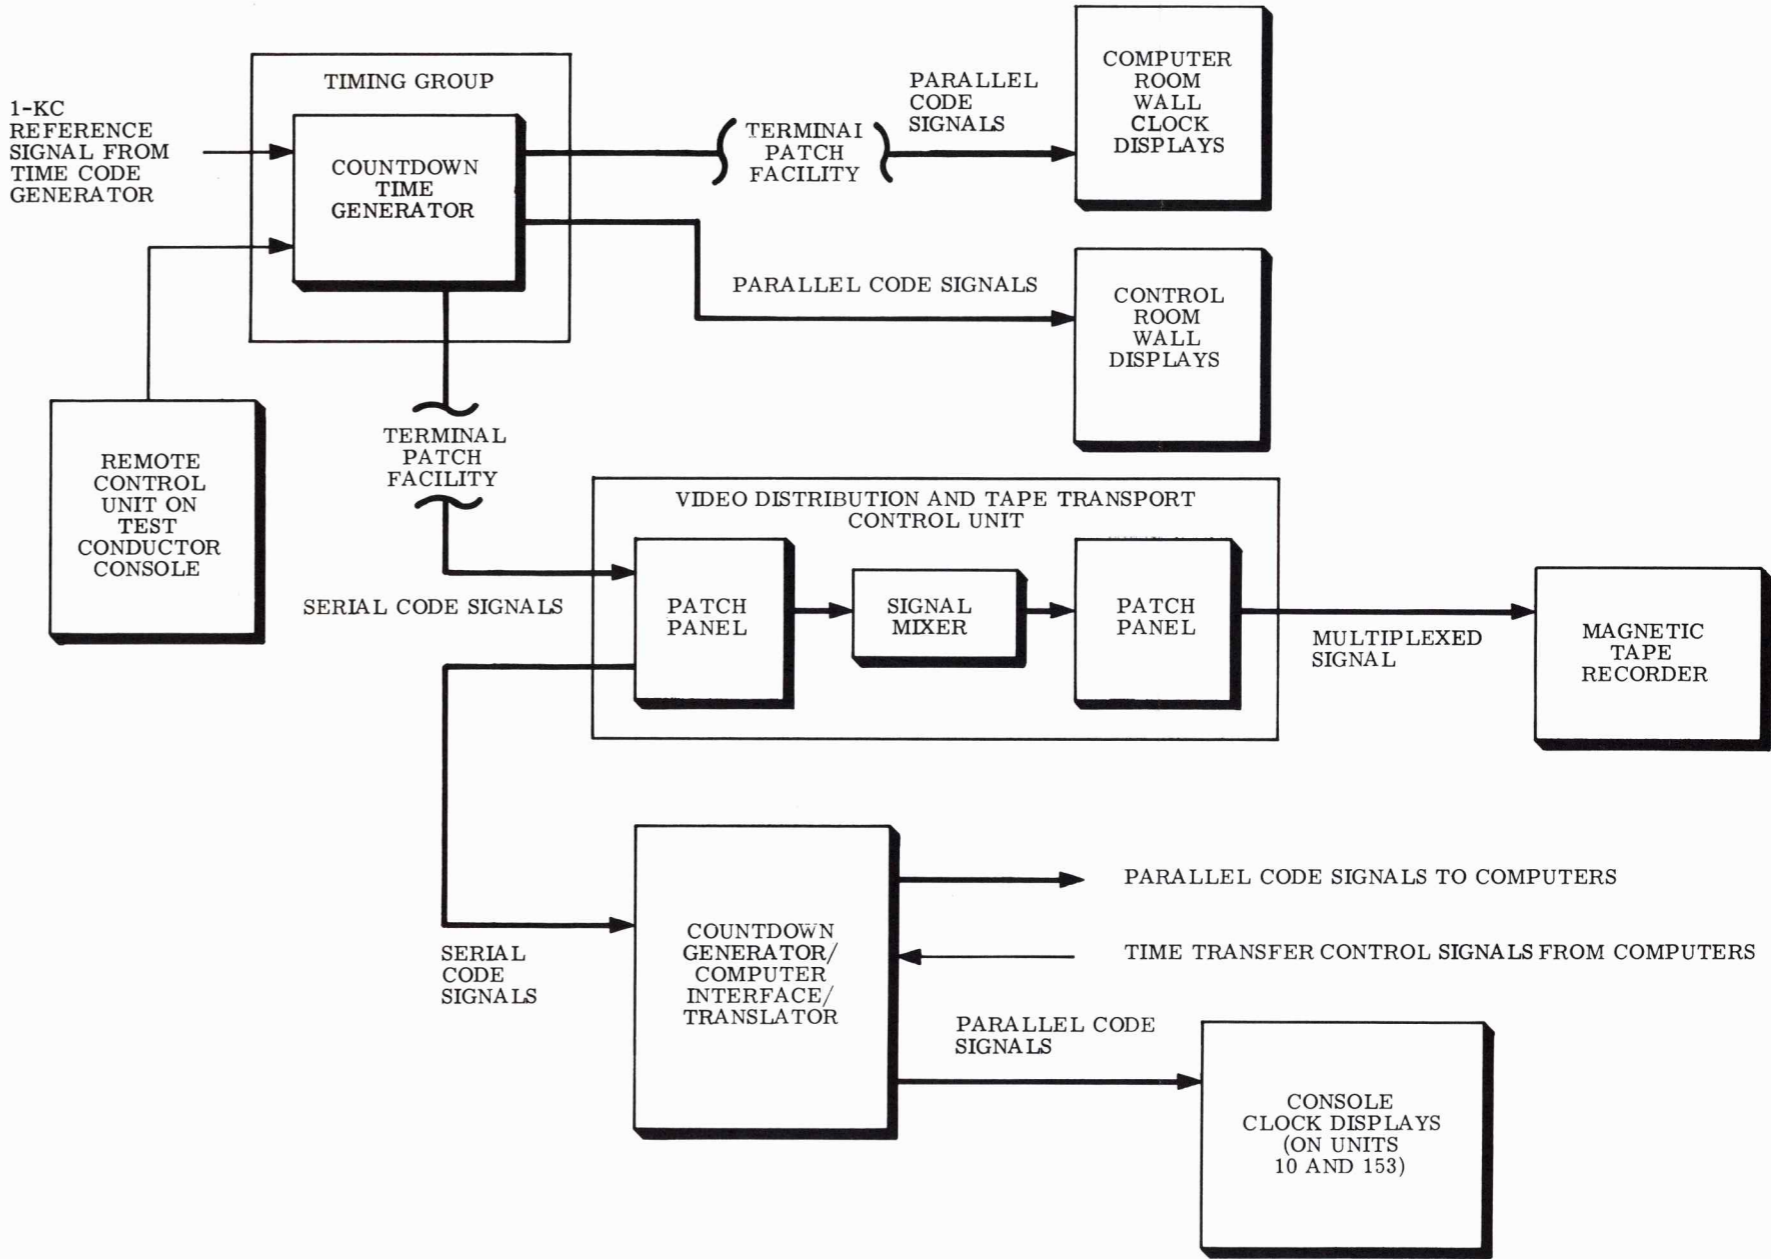 TIMING GROUP
1-KC
REFERENCE
SIGNAL FROM
TIME CODE
GENERATOR
COUNTDOWN
TIME
GENERATOR
TERMINAL
PATCH
FACILITY
PARALLEL
CODE
SIGNALS
COMPUTER
ROOM
WALL
CLOCK
DISPLAYS
PARALLEL CODE SIGNALS
CONTROL
ROOM
WALL
DISPLAYS
REMOTE
CONTROL
UNIT ON
TEST
CONDUCTOR
CONSOLE
TERMINAL
PATCH
FACILITY
SERIAL CODE SIGNALS
VIDEO DISTRIBUTION AND TAPE TRANSPORT
CONTROL UNIT
PATCH
PANEL
SIGNAL
MIXER
PATCH
PANEL
MULTIPLEXED
SIGNAL
MAGNETIC
TAPE
RECORDER
SERIAL
CODE
SIGNALS
COUNTDOWN
GENERATOR/
COMPUTER
INTERFACE/
TRANSLATOR
PARALLEL CODE SIGNALS TO COMPUTERS
TIME TRANSFER CONTROL SIGNALS FROM COMPUTERS
PARALLEL CODE
SIGNALS
CONSOLE
CLOCK DISPLAYS
(ON UNITS
10 AND 153)